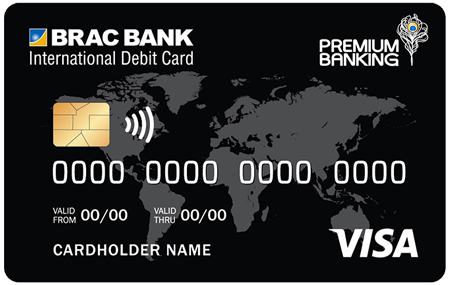 BRAC BANK
International Debit Card
PREMIUM
BANKING
0000 0000 0000 0000
VALID FROM 00/00 VALID THRU 00/00
CARDHOLDER NAME
VISA